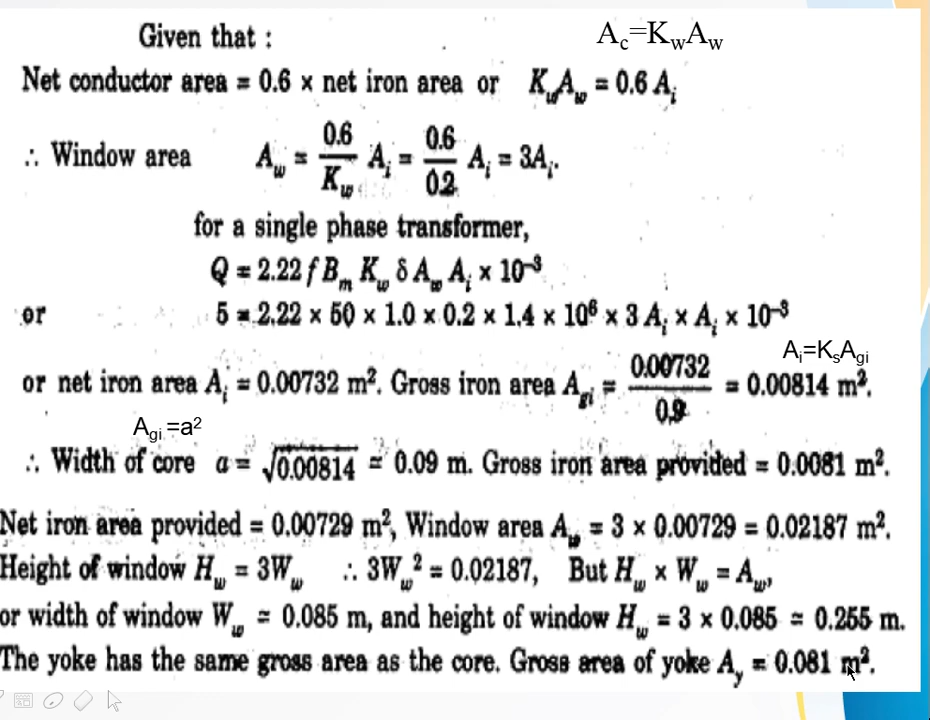 Given that :
A_c=K_wA_w
Net conductor area = 0.6 × net iron area or K_wA_w = 0.6 A_i
∴ Window area A_w = 0.6/K_w A_i = 0.6/0.2 A_i = 3A_i.
for a single phase transformer,
Q = 2.22 f B_m K_w δ A_w A_i × 10⁻³
or 5 = 2.22 × 50 × 1.0 × 0.2 × 1.4 × 10⁶ × 3 A_i × A_i × 10⁻³
A_i=K_sA_gi
or net iron area A_i = 0.00732 m². Gross iron area A_gi = 0.00732/0.9 = 0.00814 m².
A_gi =a²
∴ Width of core a = √0.00814 = 0.09 m. Gross iron area provided = 0.0081 m².
Net iron area provided = 0.00729 m², Window area A_w = 3 × 0.00729 = 0.02187 m².
Height of window H_w = 3W_w ∴ 3W_w² = 0.02187, But H_w × W_w = A_w,
or width of window W_w = 0.085 m, and height of window H_w = 3 × 0.085 = 0.255 m.
The yoke has the same gross area as the core. Gross area of yoke A_y = 0.081 m².